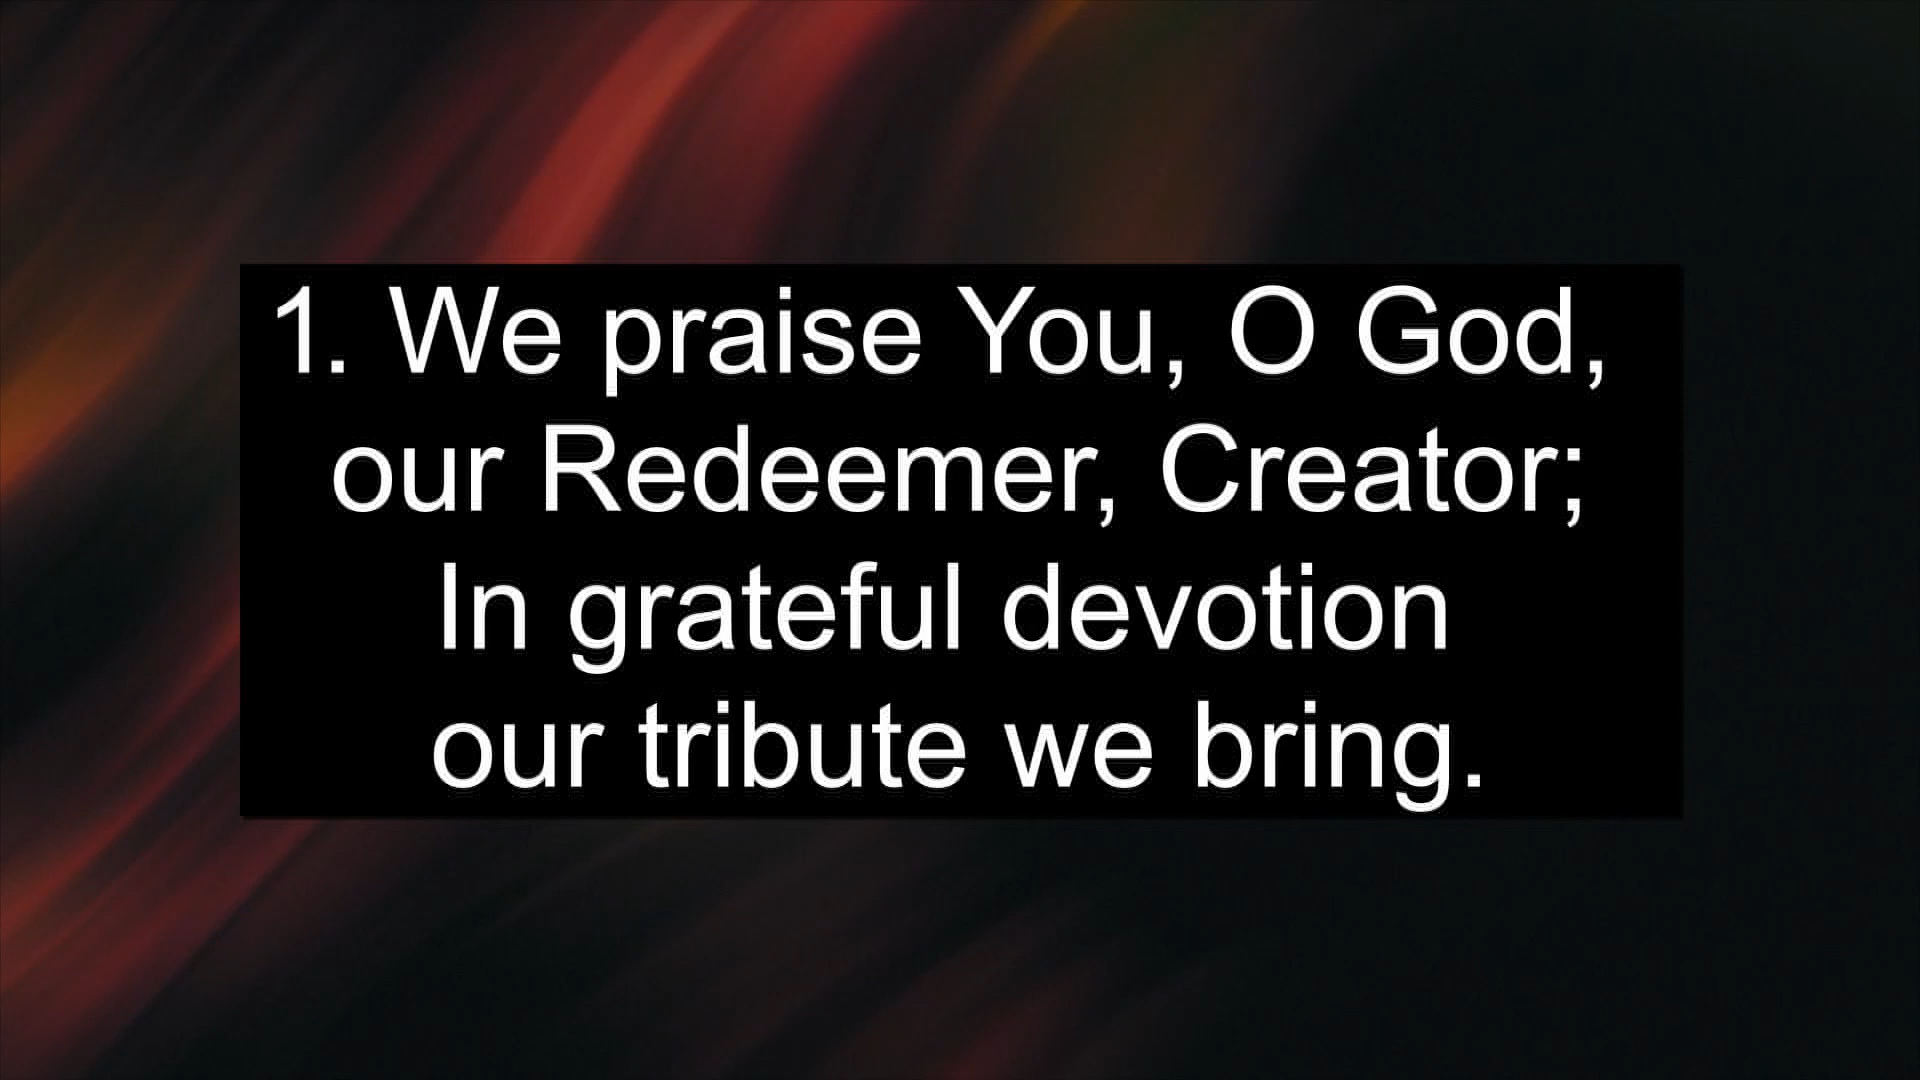 1. We praise You, O God,
our Redeemer, Creator;
In grateful devotion
our tribute we bring.